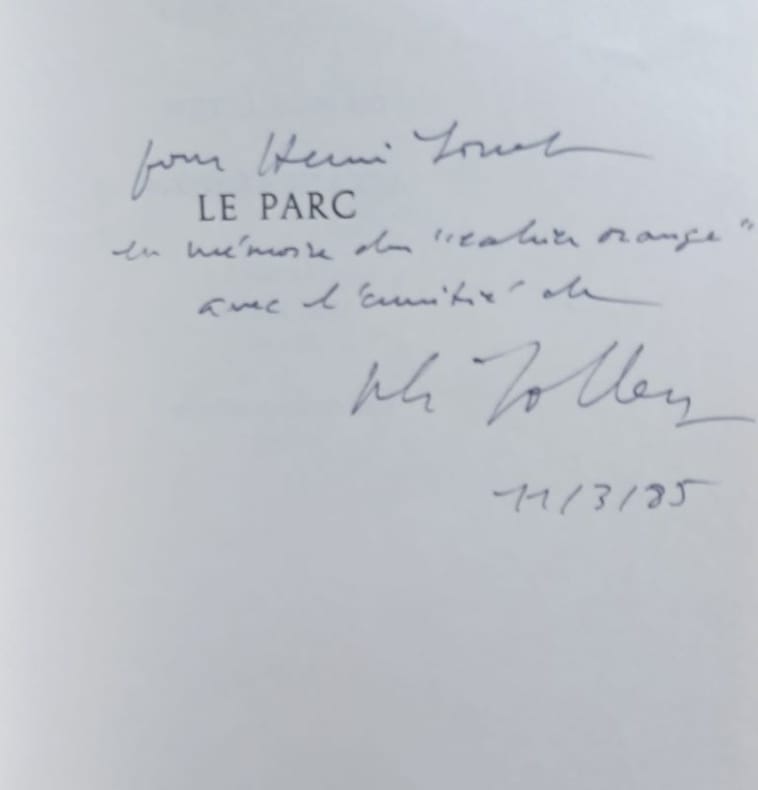 pour Henri
LE PARC
en mémoire du "cahier orange"
avec l'amitié de
Ph Sollers
11/3/85